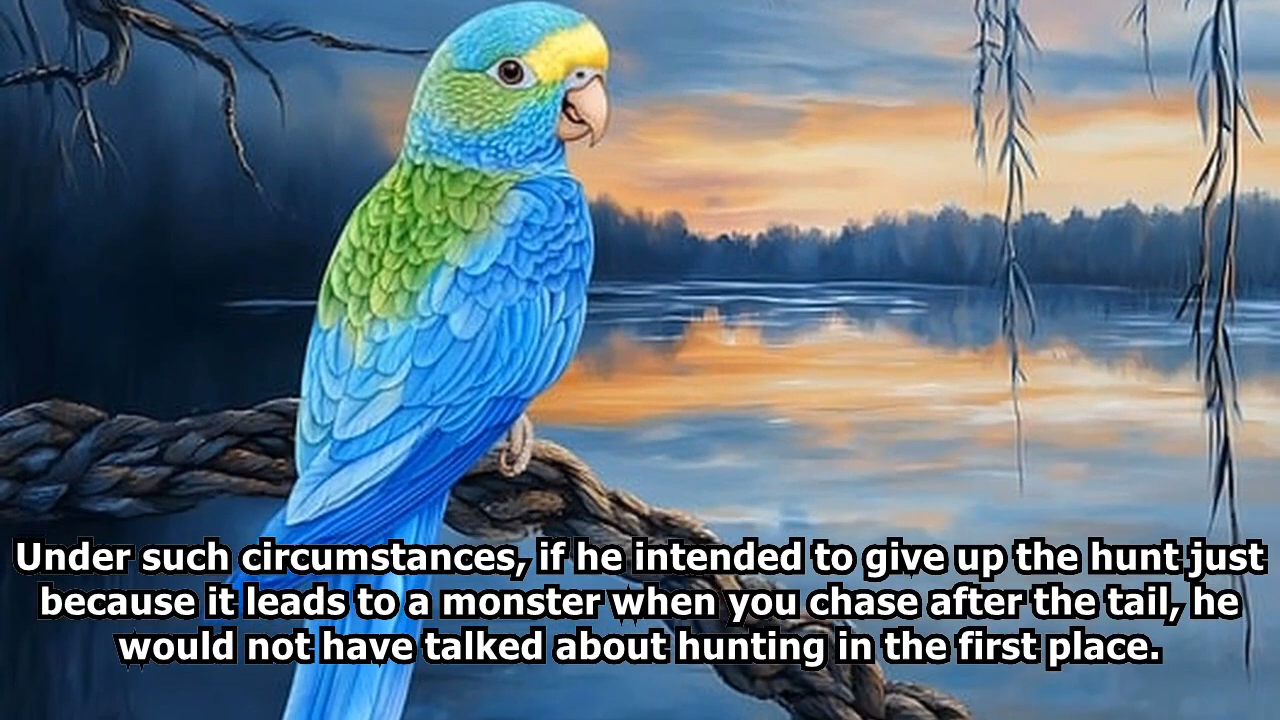 Under such circumstances, if he intended to give up the hunt just
because it leads to a monster when you chase after the tail, he
would not have talked about hunting in the first place.